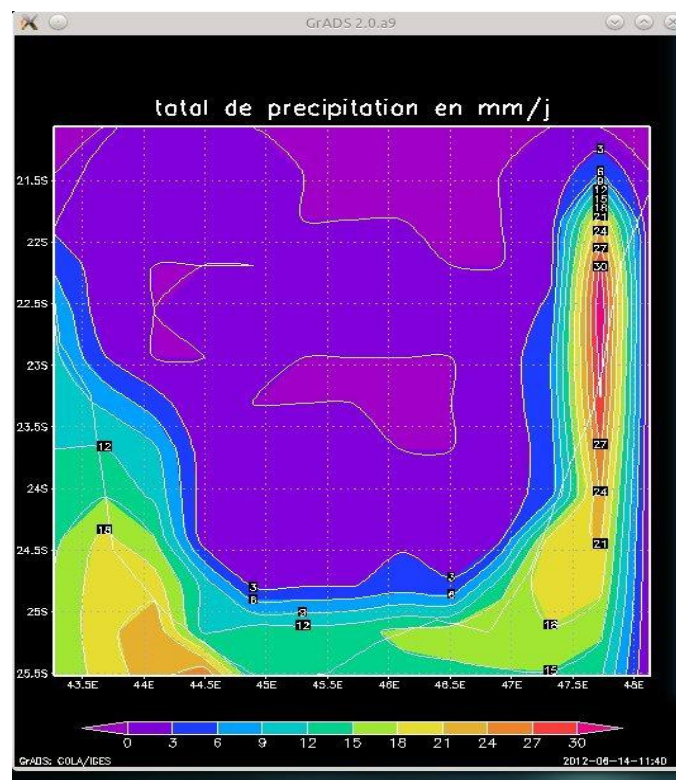 GrADS 2.0.a9
total de precipitation en mm/j
3
6
9
12
15
18
21
24
27
30
21.5S
22S
22.5S
23S
23.5S
24S
24.5S
25S
25.5S
12
18
27
24
21
3
6
3
6
9
12
18
15
43.5E 44E 44.5E 45E 45.5E 46E 46.5E 47E 47.5E 48E
0 3 6 9 12 15 18 21 24 27 30
GrADS: COLA/IGES 2012-06-14-11:40